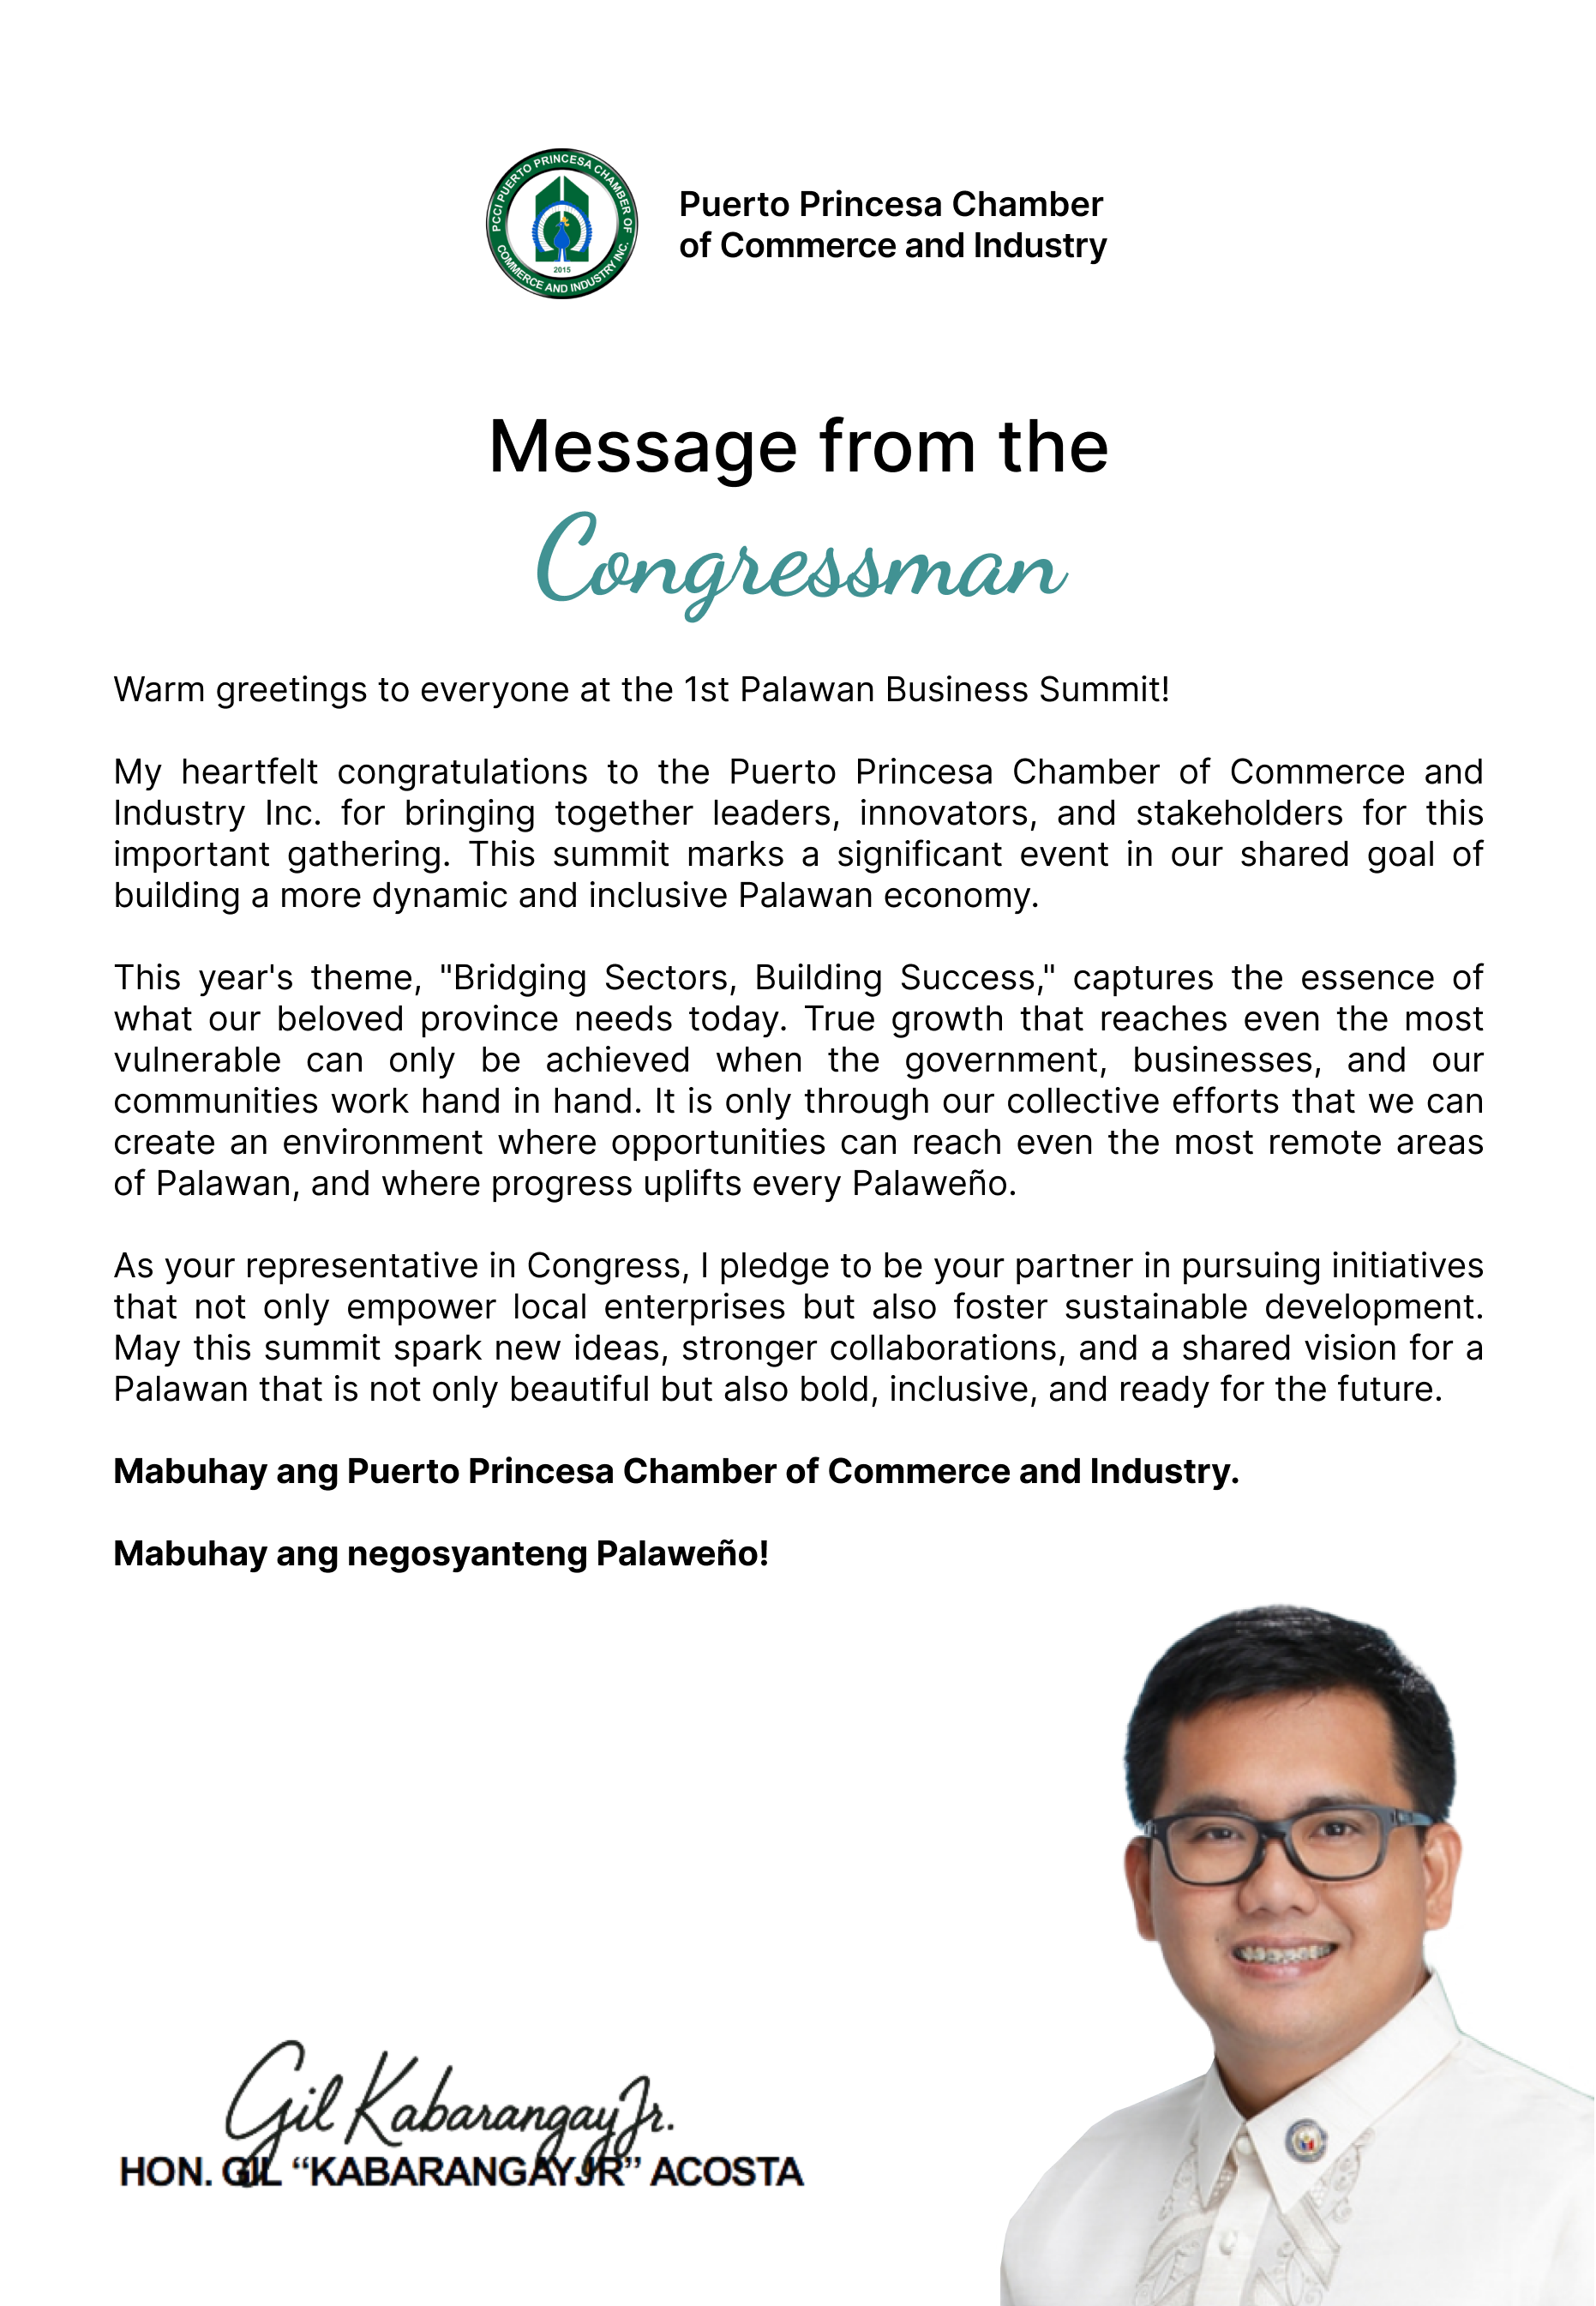 PCCI PUERTO PRINCESA CHAMBER OF
COMMERCE AND INDUSTRY INC.
2015
Puerto Princesa Chamber
of Commerce and Industry
Message from the
Congressman
Warm greetings to everyone at the 1st Palawan Business Summit!
My heartfelt congratulations to the Puerto Princesa Chamber of Commerce and
Industry Inc. for bringing together leaders, innovators, and stakeholders for this
important gathering. This summit marks a significant event in our shared goal of
building a more dynamic and inclusive Palawan economy.
This year's theme, "Bridging Sectors, Building Success," captures the essence of
what our beloved province needs today. True growth that reaches even the most
vulnerable can only be achieved when the government, businesses, and our
communities work hand in hand. It is only through our collective efforts that we can
create an environment where opportunities can reach even the most remote areas
of Palawan, and where progress uplifts every Palaweño.
As your representative in Congress, I pledge to be your partner in pursuing initiatives
that not only empower local enterprises but also foster sustainable development.
May this summit spark new ideas, stronger collaborations, and a shared vision for a
Palawan that is not only beautiful but also bold, inclusive, and ready for the future.
Mabuhay ang Puerto Princesa Chamber of Commerce and Industry.
Mabuhay ang negosyanteng Palaweño!
Gil Kabarangay Jr.
HON. GIL “KABARANGAYJR” ACOSTA